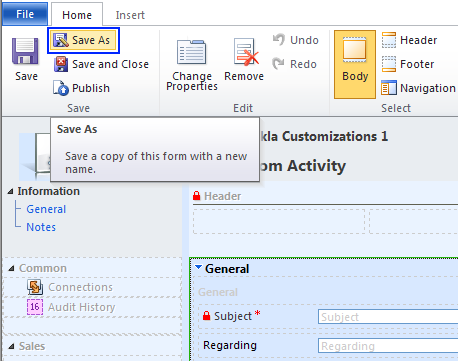 File Home Insert
Save As Undo Header
Save Save and Close Change Properties Remove Redo Body Footer
Publish Navigation
Save Edit Select
Save As
Save a copy of this form with a new name.
kla Customizations 1
om Activity
Information
General
Notes
Header
Common
Connections
16 Audit History
Sales
General
General
Subject * Subject
Regarding Regarding